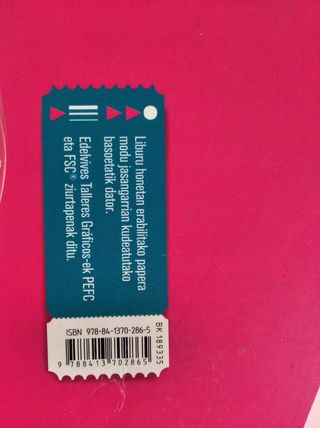 Liburu honetan erabilitako papera
modu jasangarrian kudeatutako
basoetatik dator.
Edelvives Talleres Gráficos-ek PEFC
eta FSC® ziurtapenak ditu.
ISBN 978-84-1370-286-5
9 788413 702865
BK 189335